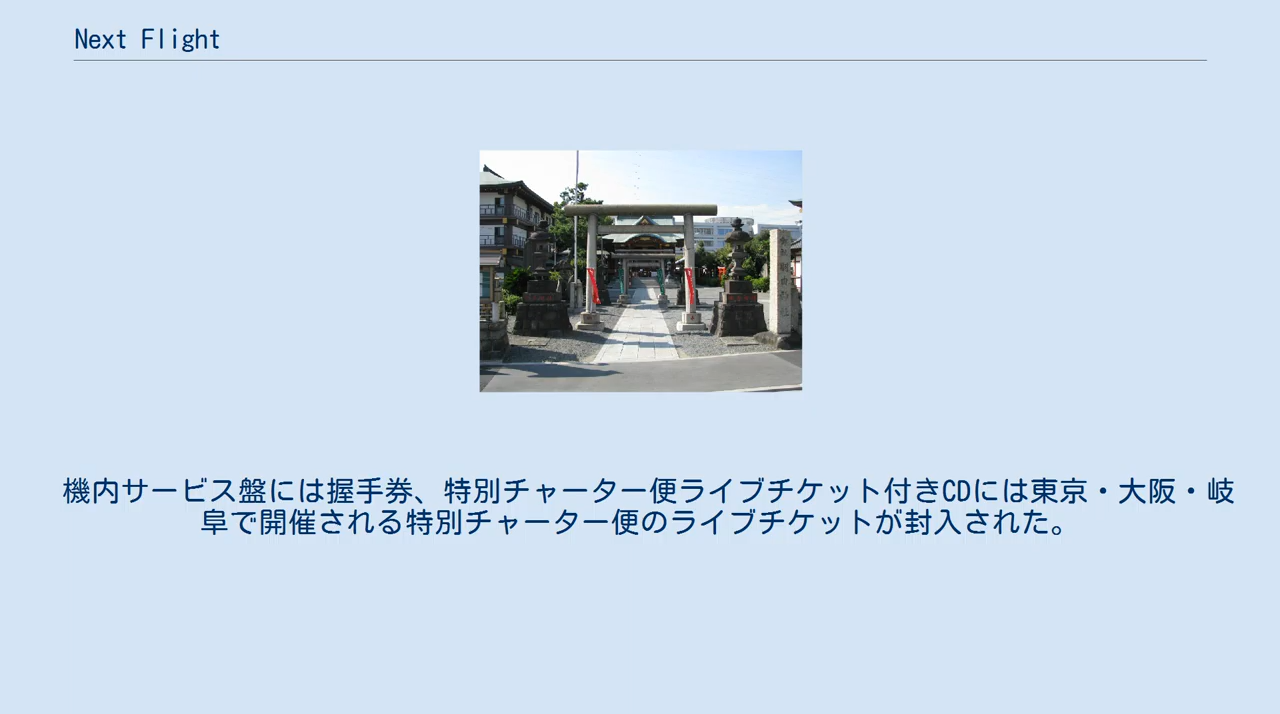 Next Flight
機内サービス盤には握手券、特別チャーター便ライブチケット付きCDには東京・大阪・岐
阜で開催される特別チャーター便のライブチケットが封入された。